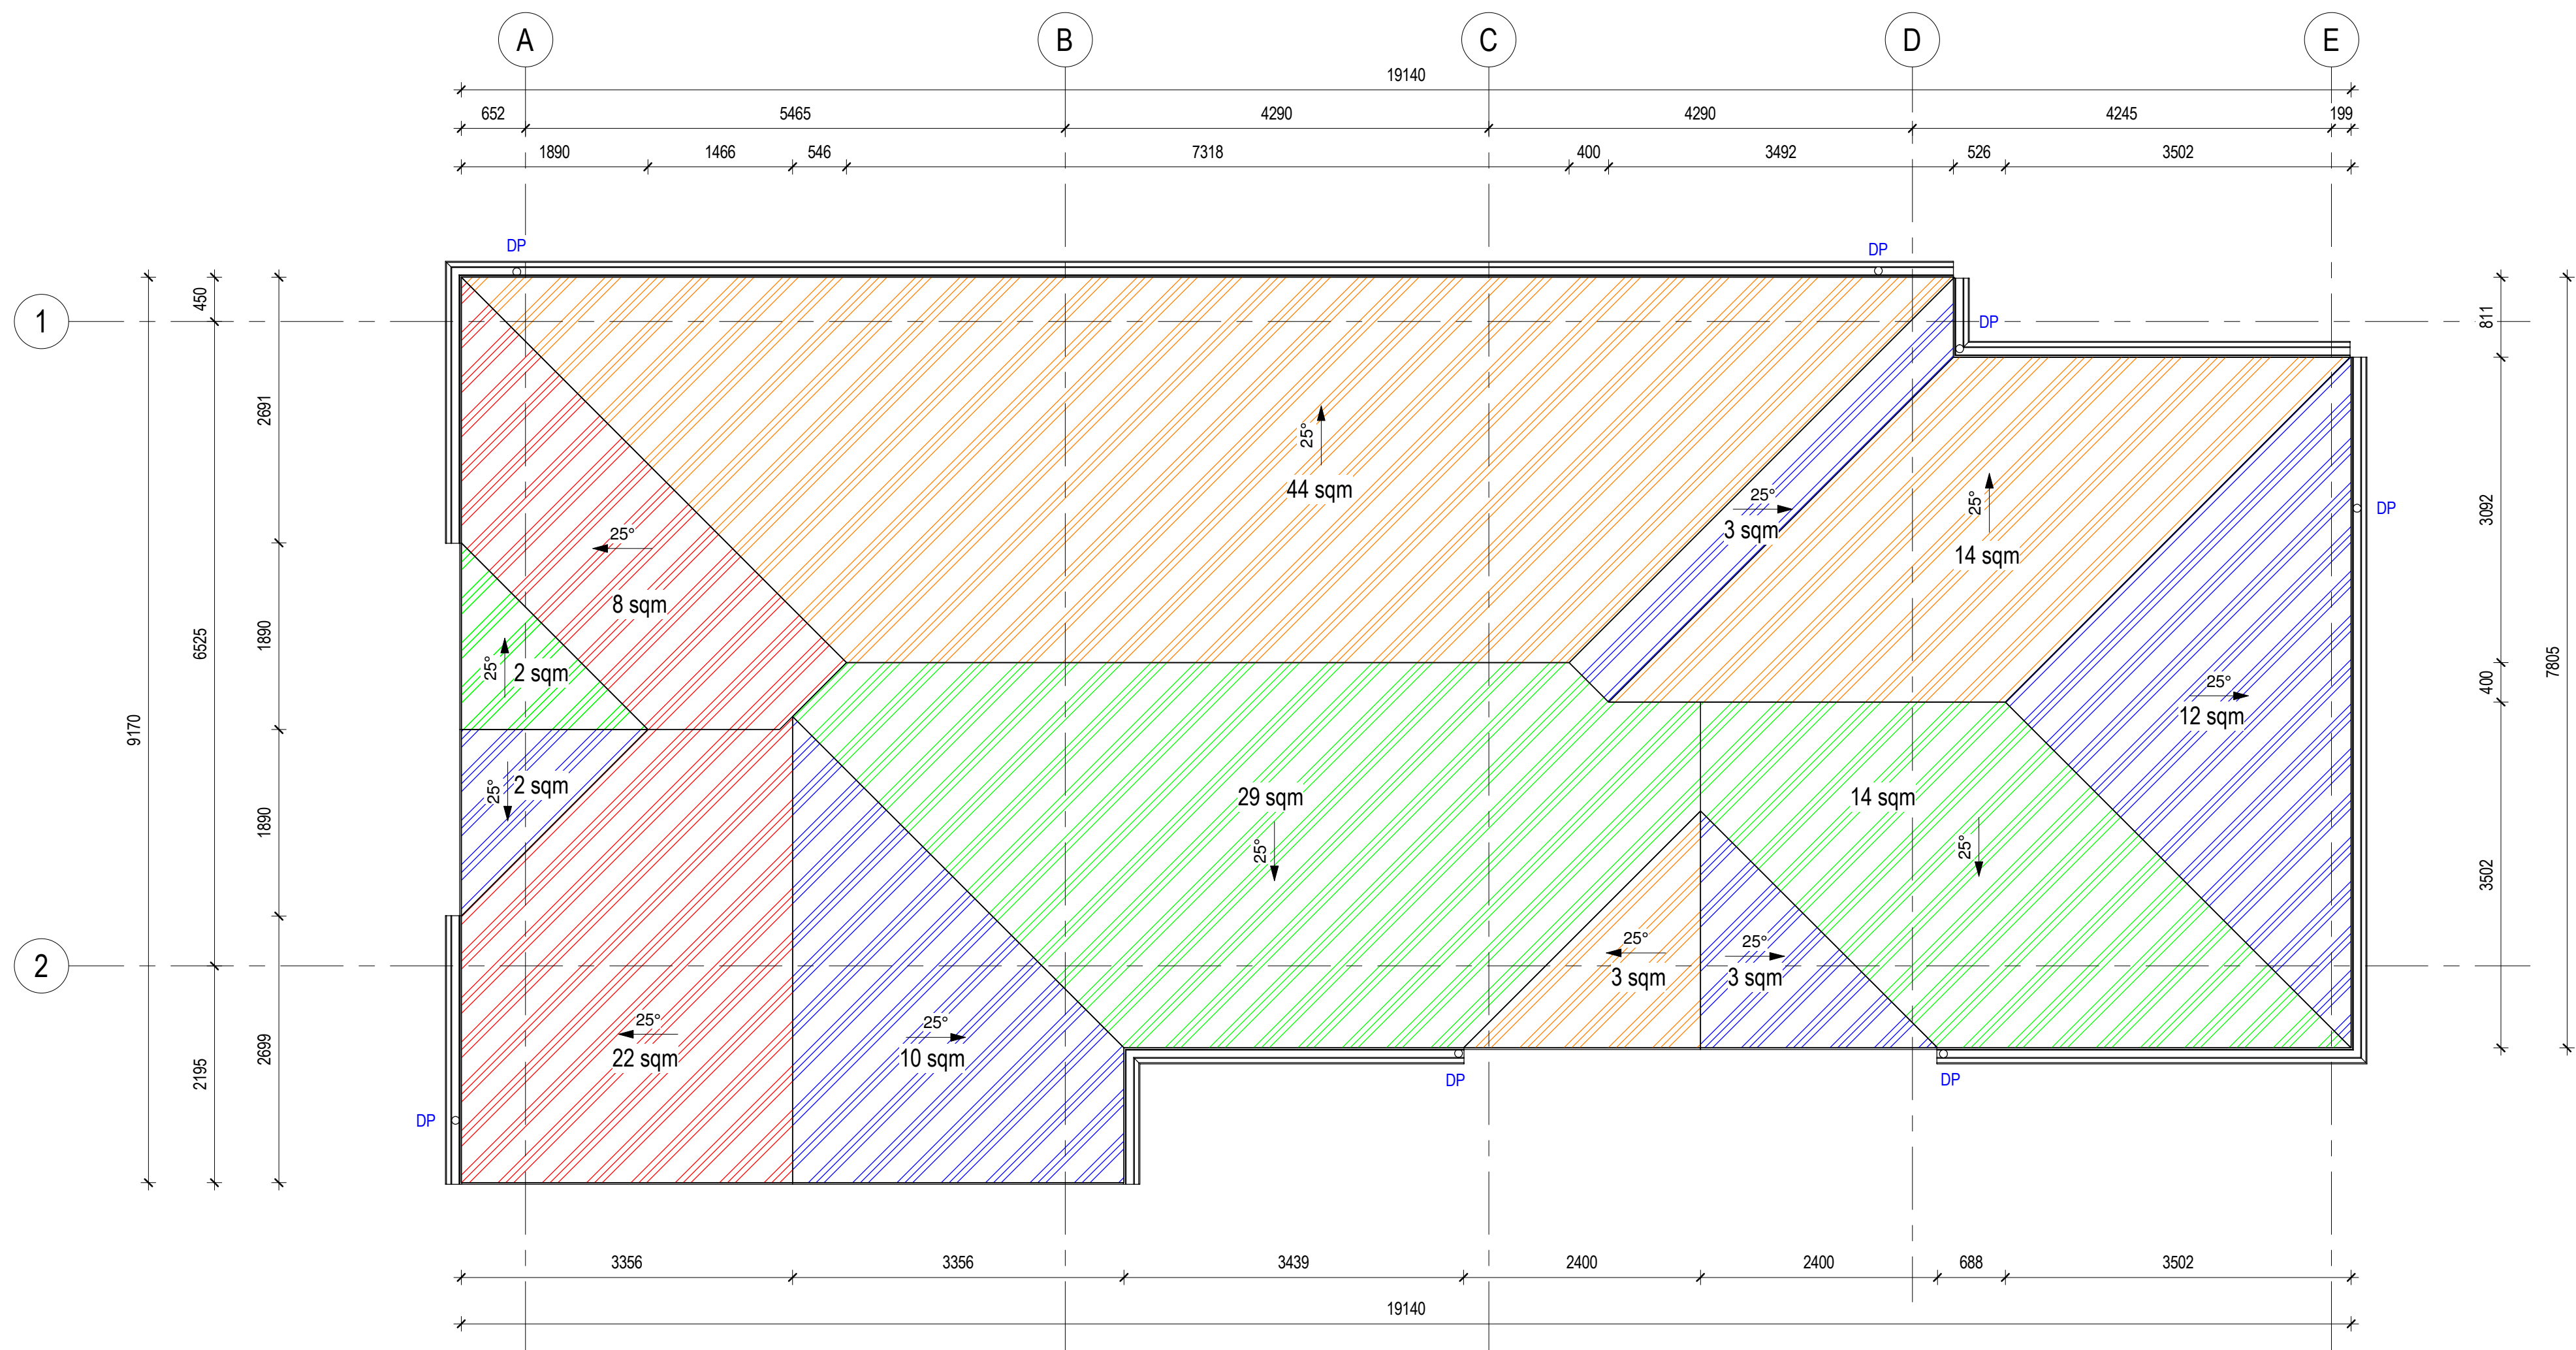 A B C D E
19140
652 5465 4290 4290 4245 199
1890 1466 546 7318 400 3492 526 3502
DP DP
1
450
DP
811
2691
25°
44 sqm
25°
3 sqm
25°
14 sqm
DP
3092
25°
8 sqm
1890
6525
25°
2 sqm
25°
12 sqm
400
7805
9170
25°
2 sqm
1890
29 sqm
25°
14 sqm
25°
3502
2
25°
3 sqm
25°
3 sqm
25°
22 sqm
25°
10 sqm
2699
2195
DP
DP
DP
3356 3356 3439 2400 2400 688 3502
19140